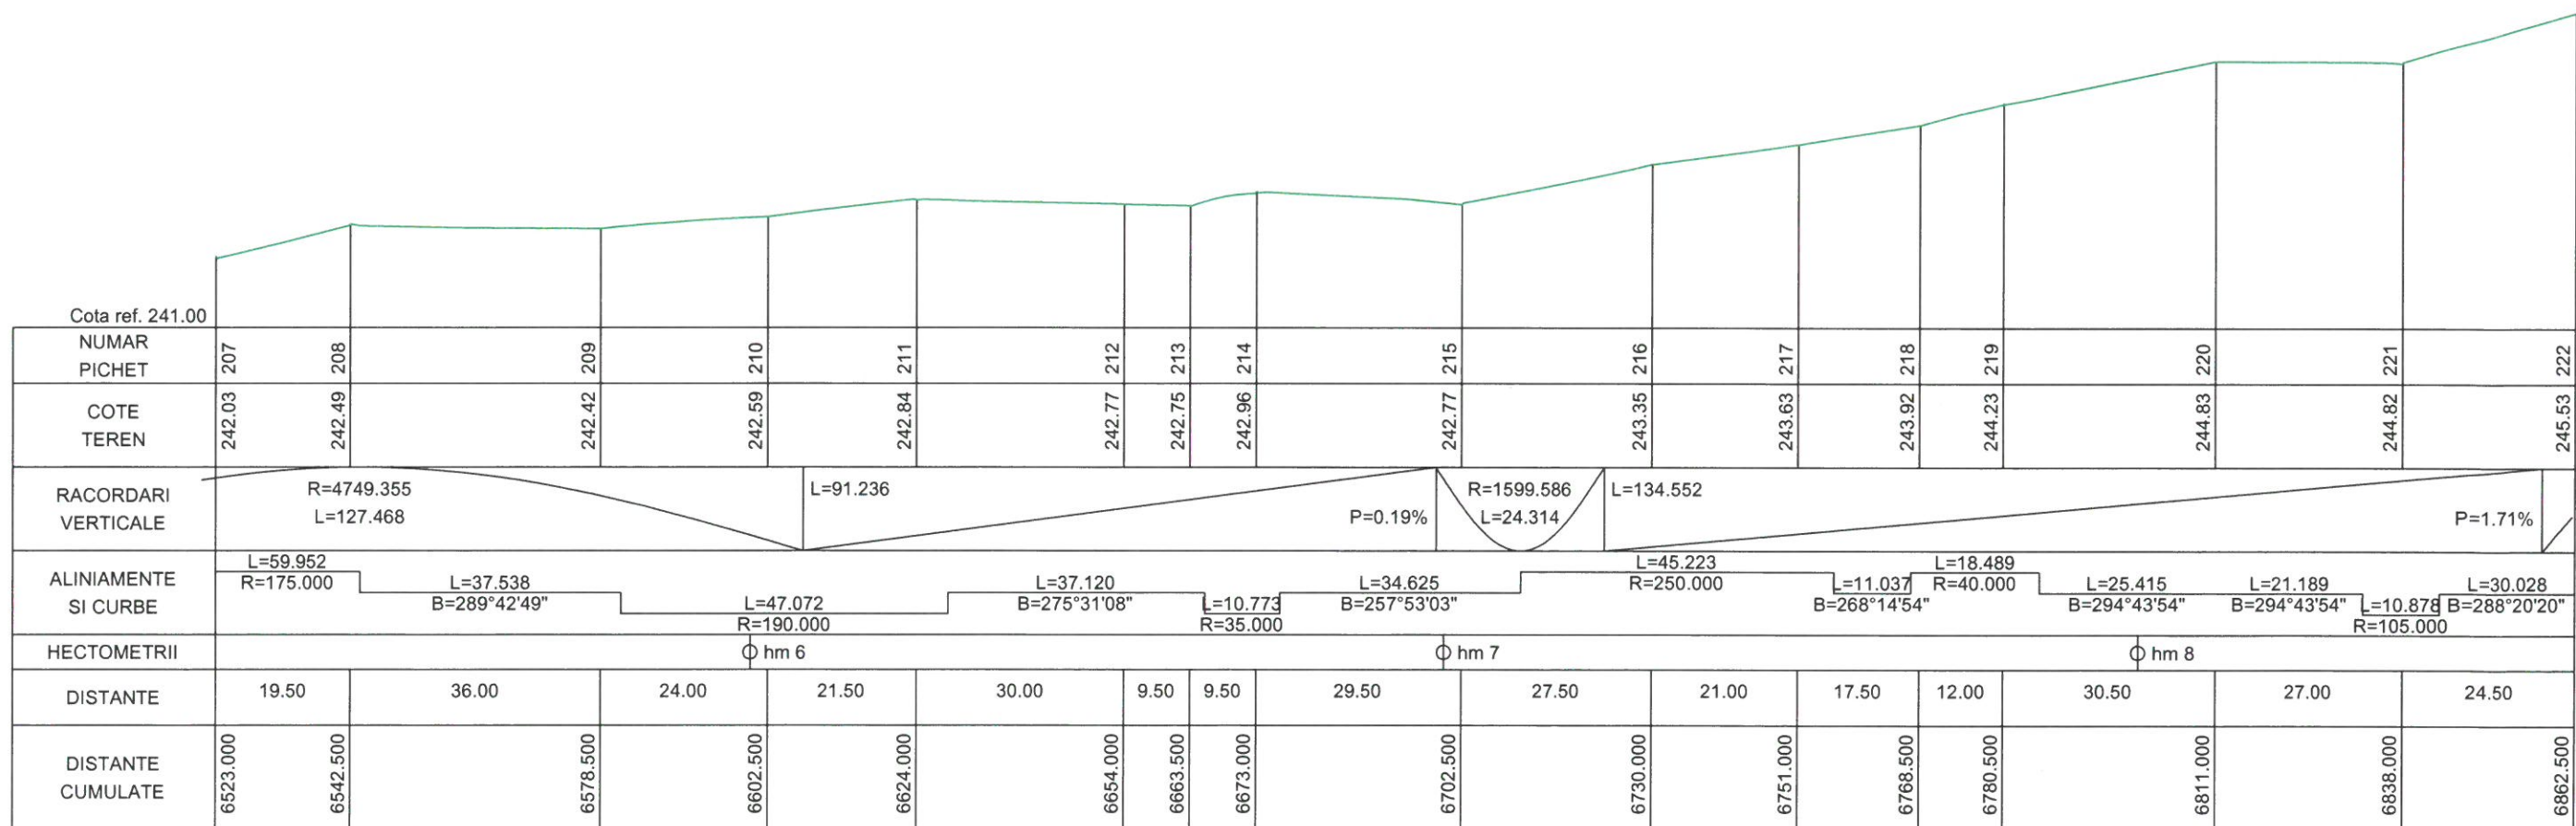 Cota ref. 241.00
NUMAR
PICHET
207 208 209 210 211 212 213 214 215 216 217 218 219 220 221 222
COTE
TEREN
242.03 242.49 242.42 242.59 242.84 242.77 242.75 242.96 242.77 243.35 243.63 243.92 244.23 244.83 244.82 245.53
RACORDARI
VERTICALE
R=4749.355 L=91.236 R=1599.586 L=134.552
L=127.468 P=0.19% L=24.314 P=1.71%
ALINIAMENTE
SI CURBE
L=59.952
R=175.000
L=37.538
B=289°42'49"
L=47.072
R=190.000
L=37.120
B=275°31'08"
L=10.773
R=35.000
L=34.625
B=257°53'03"
L=45.223
R=250.000
L=11.037
B=268°14'54"
L=18.489
R=40.000
L=25.415
B=294°43'54"
L=21.189
B=294°43'54"
L=10.878
R=105.000
L=30.028
B=288°20'20"
HECTOMETRII
hm 6 hm 7 hm 8
DISTANTE
19.50 36.00 24.00 21.50 30.00 9.50 9.50 29.50 27.50 21.00 17.50 12.00 30.50 27.00 24.50
DISTANTE
CUMULATE
6523.000 6542.500 6578.500 6602.500 6624.000 6654.000 6663.500 6673.000 6702.500 6730.000 6751.000 6768.500 6780.500 6811.000 6838.000 6862.500